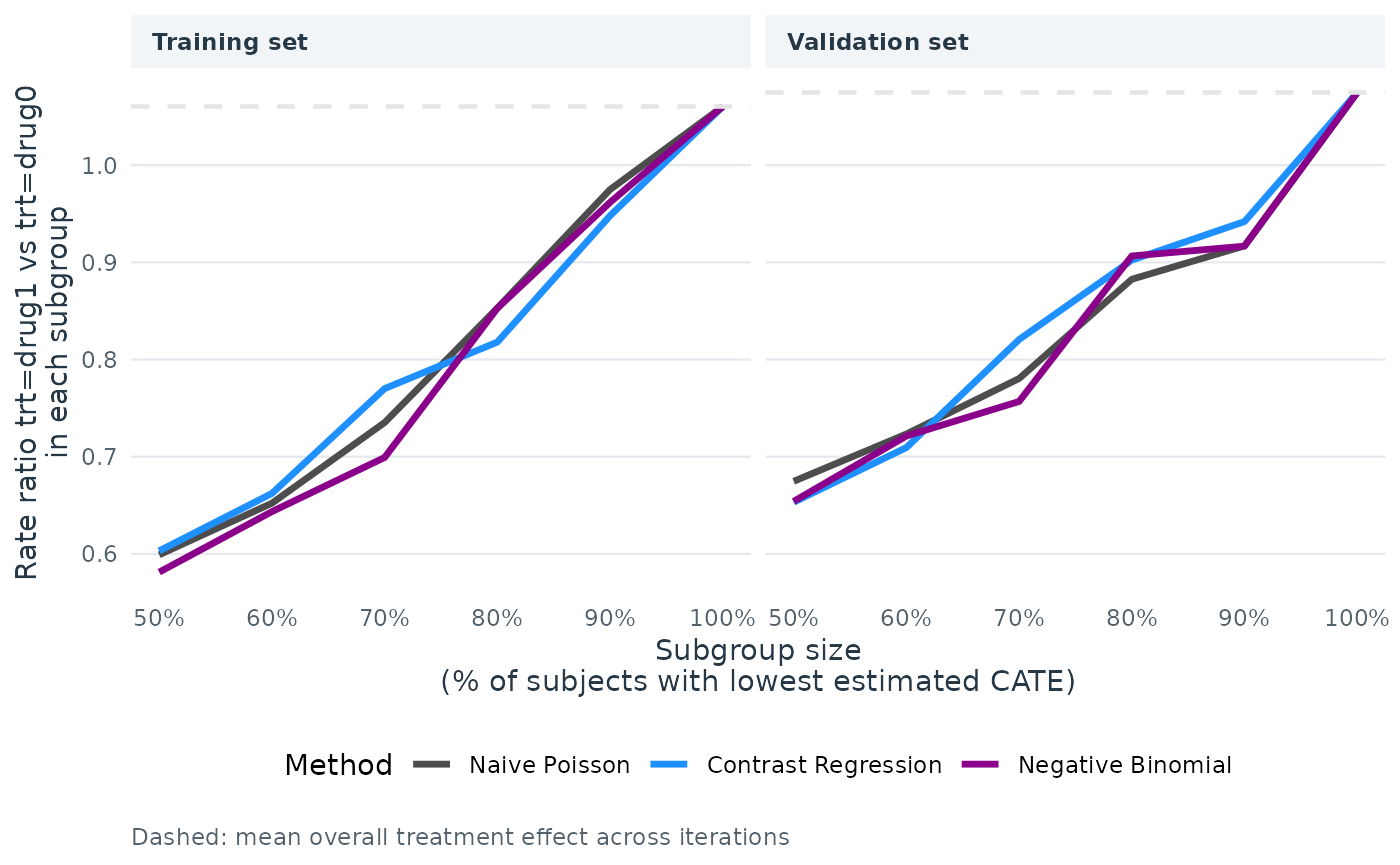 Training set
Validation set
Rate ratio trt=drug1 vs trt=drug0
in each subgroup
1.0
0.9
0.8
0.7
0.6
50% 60% 70% 80% 90% 100%
50% 60% 70% 80% 90% 100%
Subgroup size
(% of subjects with lowest estimated CATE)
Method Naive Poisson Contrast Regression Negative Binomial
Dashed: mean overall treatment effect across iterations